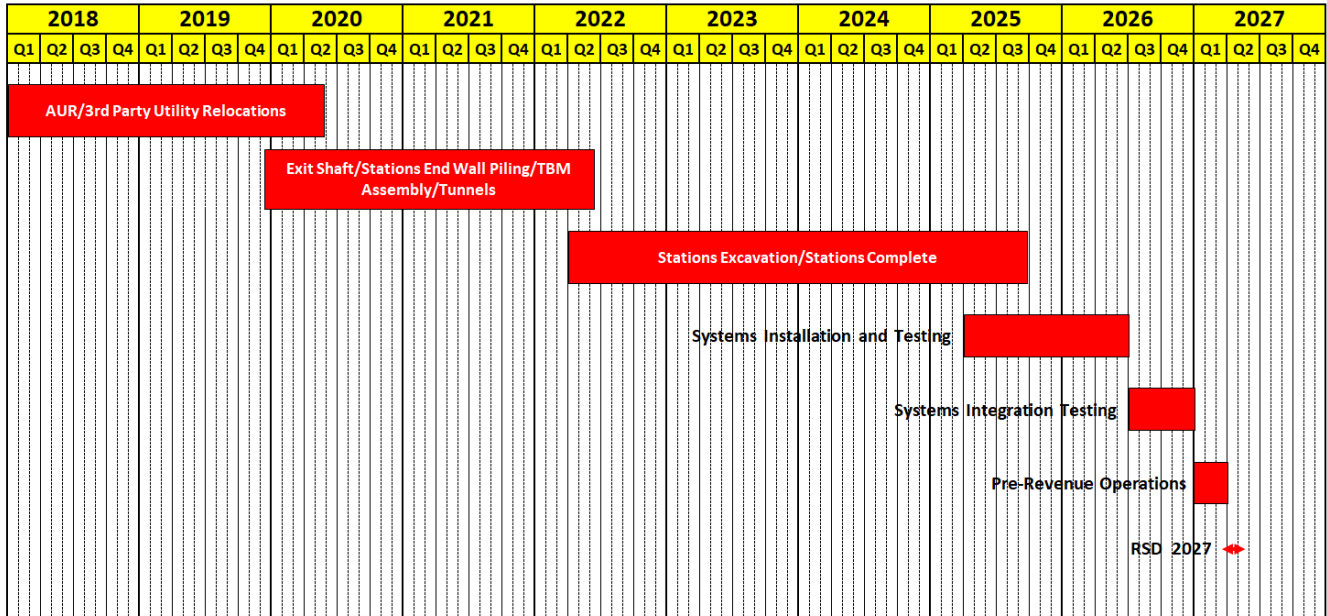 2018 2019 2020 2021 2022 2023 2024 2025 2026 2027
Q1 Q2 Q3 Q4 Q1 Q2 Q3 Q4 Q1 Q2 Q3 Q4 Q1 Q2 Q3 Q4 Q1 Q2 Q3 Q4 Q1 Q2 Q3 Q4 Q1 Q2 Q3 Q4 Q1 Q2 Q3 Q4 Q1 Q2 Q3 Q4 Q1 Q2 Q3 Q4
AUR/3rd Party Utility Relocations
Exit Shaft/Stations End Wall Piling/TBM
Assembly/Tunnels
Stations Excavation/Stations Complete
Systems Installation and Testing
Systems Integration Testing
Pre-Revenue Operations
RSD 2027